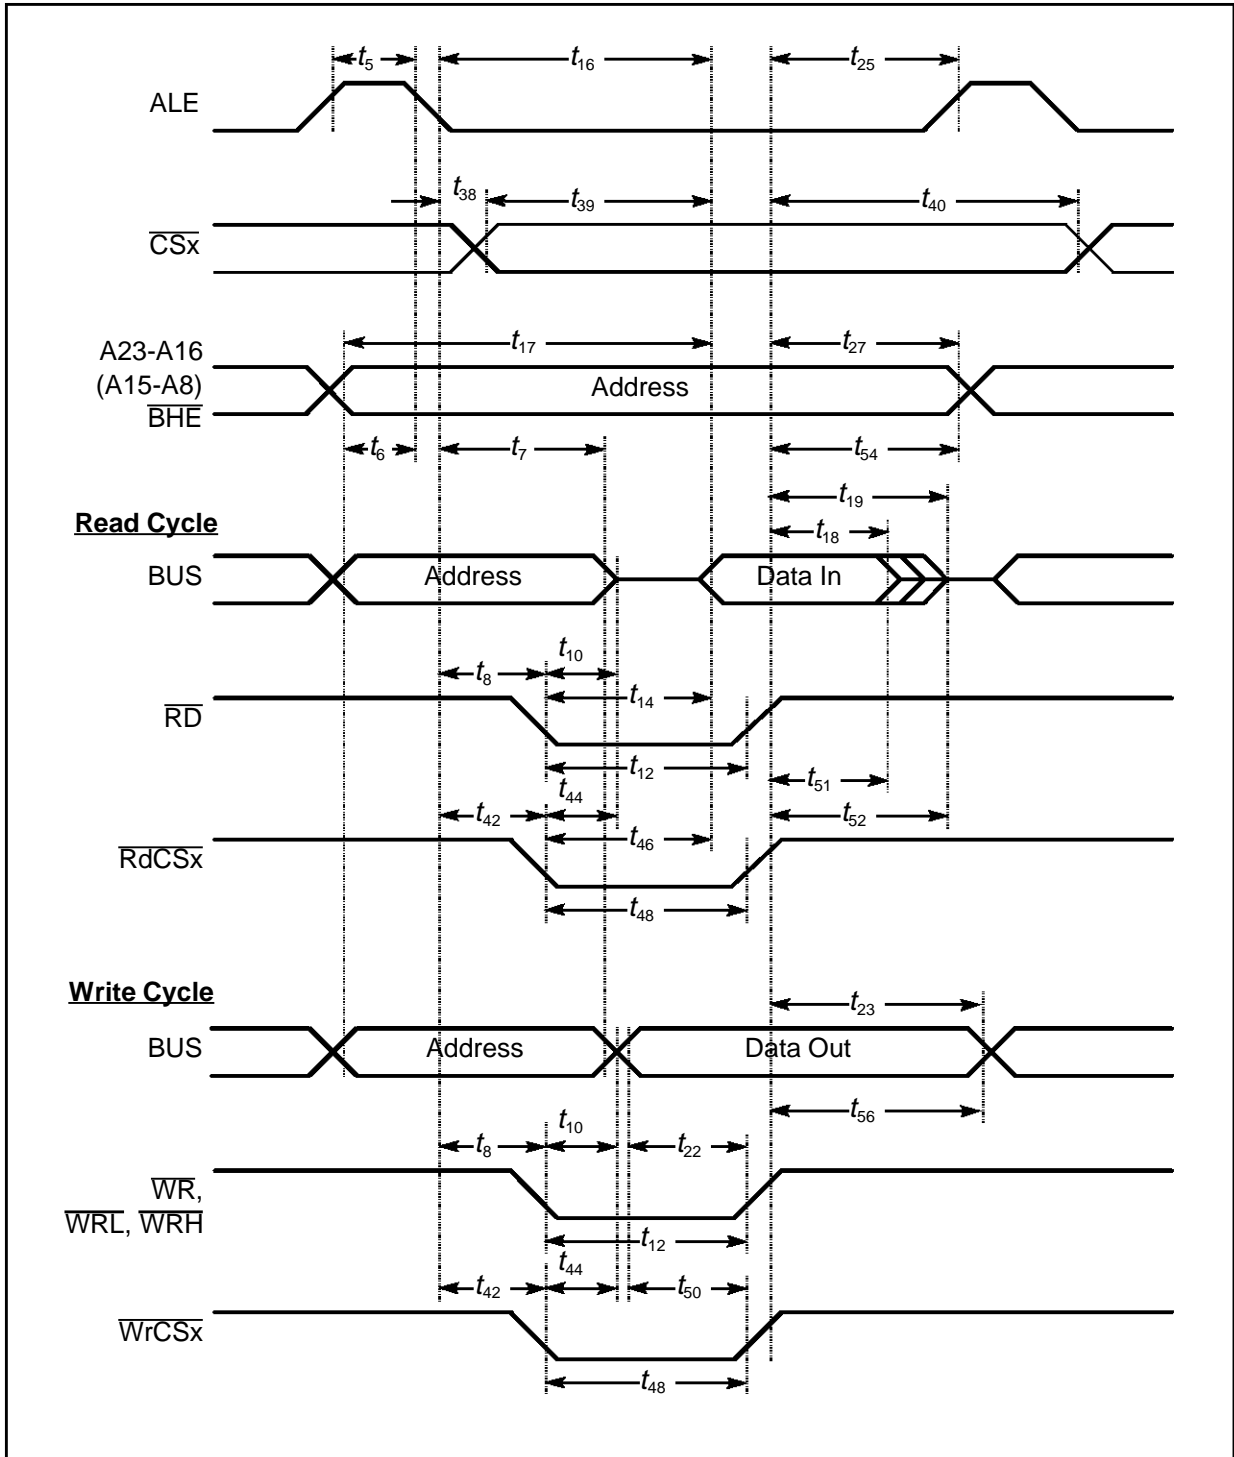 t5 t16 t25
ALE
t38 t39 t40
CSx
t17 t27
A23-A16
(A15-A8) Address
BHE
t6 t7 t54
t19
Read Cycle t18
BUS Address Data In
t10
t8 t14
RD
t12 t51
t44
t42 t46 t52
RdCSx
t48
Write Cycle
t23
BUS Address Data Out
t56
t10
t8 t22
WR,
WRL, WRH
t12
t44
t42 t50
WrCSx
t48